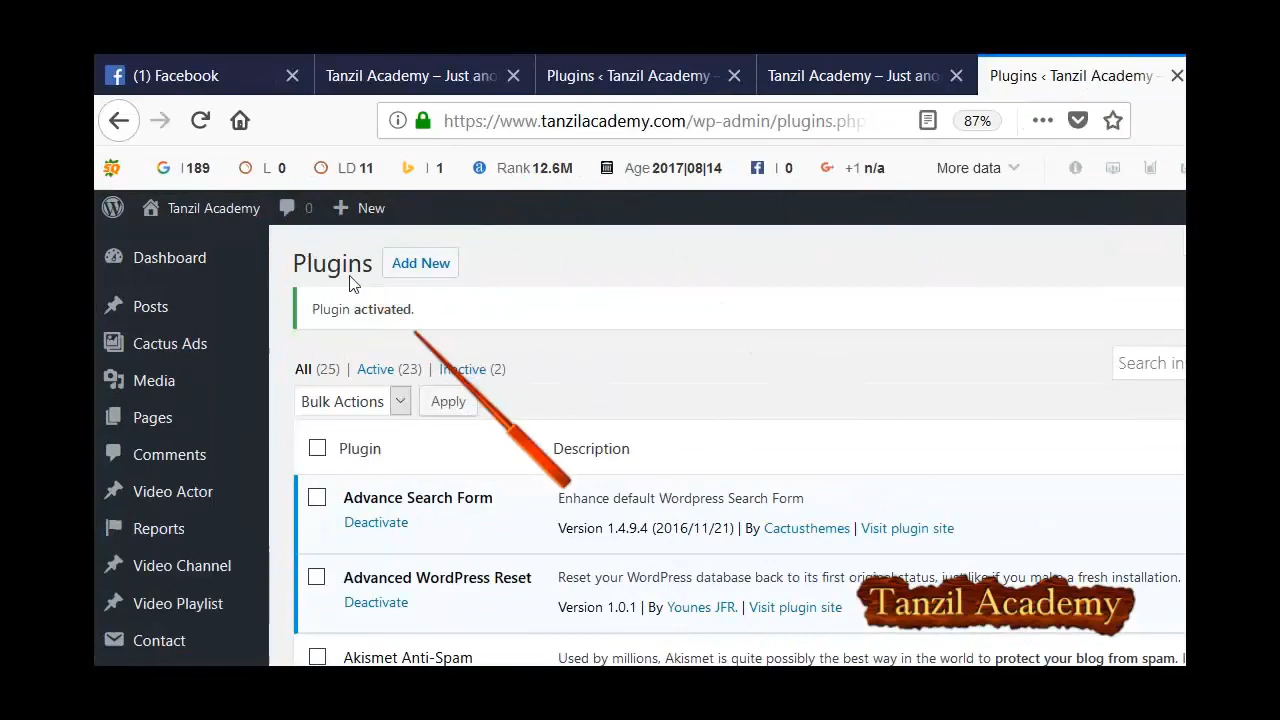 (1) Facebook
Tanzil Academy – Just ano
Plugins ‹ Tanzil Academy –
Tanzil Academy – Just ano
Plugins ‹ Tanzil Academy –
https://www.tanzilacademy.com/wp-admin/plugins.php
87%
SQ
I 189
L 0
LD 11
I 1
Rank 12.6M
Age 2017|08|14
I 0
+1 n/a
More data
Tanzil Academy
0
New
Dashboard
Posts
Cactus Ads
Media
Pages
Comments
Video Actor
Reports
Video Channel
Video Playlist
Contact
Plugins
Add New
Plugin activated.
All (25) | Active (23) | Inactive (2)
Search in
Bulk Actions
Apply
Plugin
Description
Advance Search Form
Deactivate
Enhance default Wordpress Search Form
Version 1.4.9.4 (2016/11/21) | By Cactusthemes | Visit plugin site
Advanced WordPress Reset
Deactivate
Reset your WordPress database back to its first original status, just like if you make a fresh installation.
Version 1.0.1 | By Younes JFR. | Visit plugin site
Tanzil Academy
Akismet Anti-Spam
Used by millions, Akismet is quite possibly the best way in the world to protect your blog from spam. I